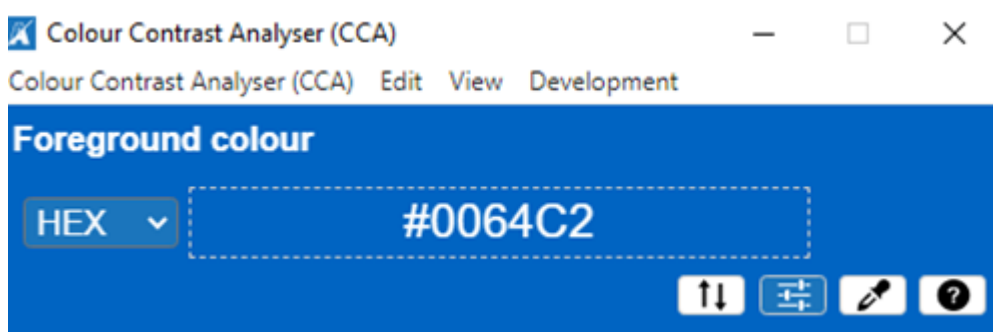 Colour Contrast Analyser (CCA)
Colour Contrast Analyser (CCA) Edit View Development
Foreground colour
HEX #0064C2
?